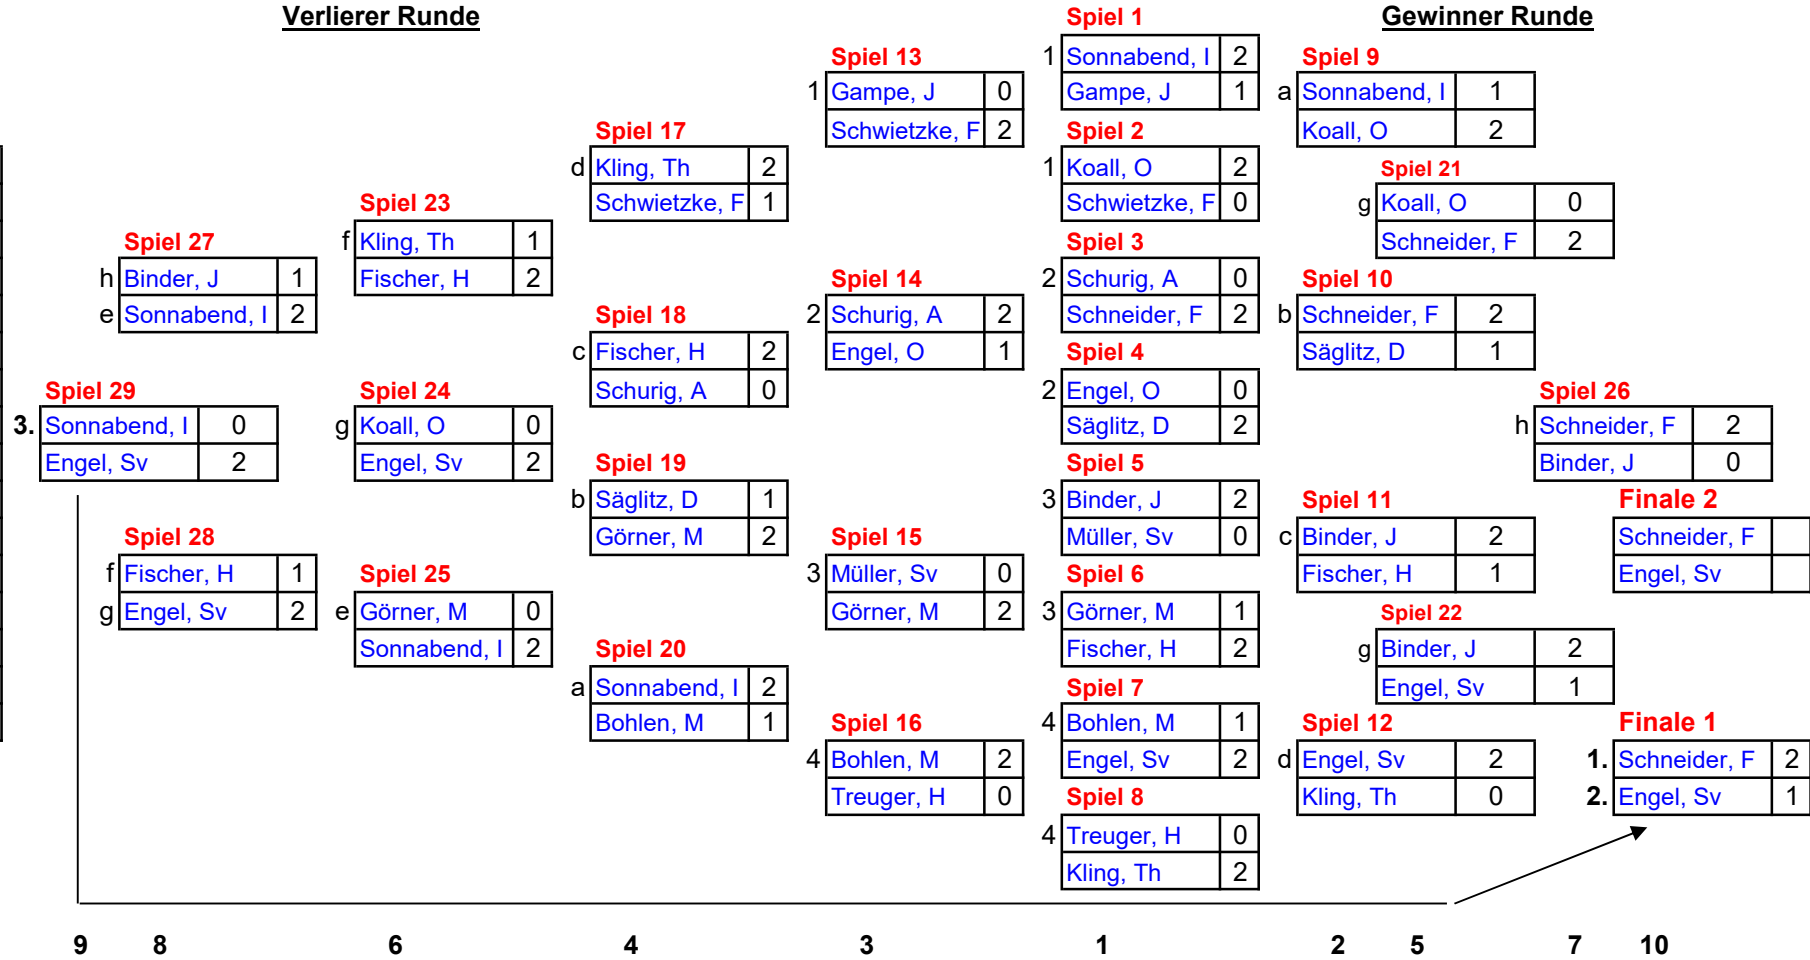 Verlierer Runde
Gewinner Runde
Spiel 29
3. Sonnabend, I 0
Engel, Sv 2
Spiel 27
h Binder, J 1
e Sonnabend, I 2
Spiel 28
f Fischer, H 1
g Engel, Sv 2
Spiel 23
f Kling, Th 1
Fischer, H 2
Spiel 24
g Koall, O 0
Engel, Sv 2
Spiel 25
e Görner, M 0
Sonnabend, I 2
Spiel 17
d Kling, Th 2
Schwietzke, F 1
Spiel 18
c Fischer, H 2
Schurig, A 0
Spiel 19
b Säglitz, D 1
Görner, M 2
Spiel 20
a Sonnabend, I 2
Bohlen, M 1
Spiel 13
1 Gampe, J 0
Schwietzke, F 2
Spiel 14
2 Schurig, A 2
Engel, O 1
Spiel 15
3 Müller, Sv 0
Görner, M 2
Spiel 16
4 Bohlen, M 2
Treuger, H 0
Spiel 1
1 Sonnabend, I 2
Gampe, J 1
Spiel 2
1 Koall, O 2
Schwietzke, F 0
Spiel 3
2 Schurig, A 0
Schneider, F 2
Spiel 4
2 Engel, O 0
Säglitz, D 2
Spiel 5
3 Binder, J 2
Müller, Sv 0
Spiel 6
3 Görner, M 1
Fischer, H 2
Spiel 7
4 Bohlen, M 1
Engel, Sv 2
Spiel 8
4 Treuger, H 0
Kling, Th 2
Spiel 9
a Sonnabend, I 1
Koall, O 2
Spiel 21
g Koall, O 0
Schneider, F 2
Spiel 10
b Schneider, F 2
Säglitz, D 1
Spiel 11
c Binder, J 2
Fischer, H 1
Spiel 22
g Binder, J 2
Engel, Sv 1
Spiel 12
d Engel, Sv 2
Kling, Th 0
Spiel 26
h Schneider, F 2
Binder, J 0
Finale 2
Schneider, F
Engel, Sv
Finale 1
1. Schneider, F 2
2. Engel, Sv 1
9 8 6 4 3 1 2 5 7 10